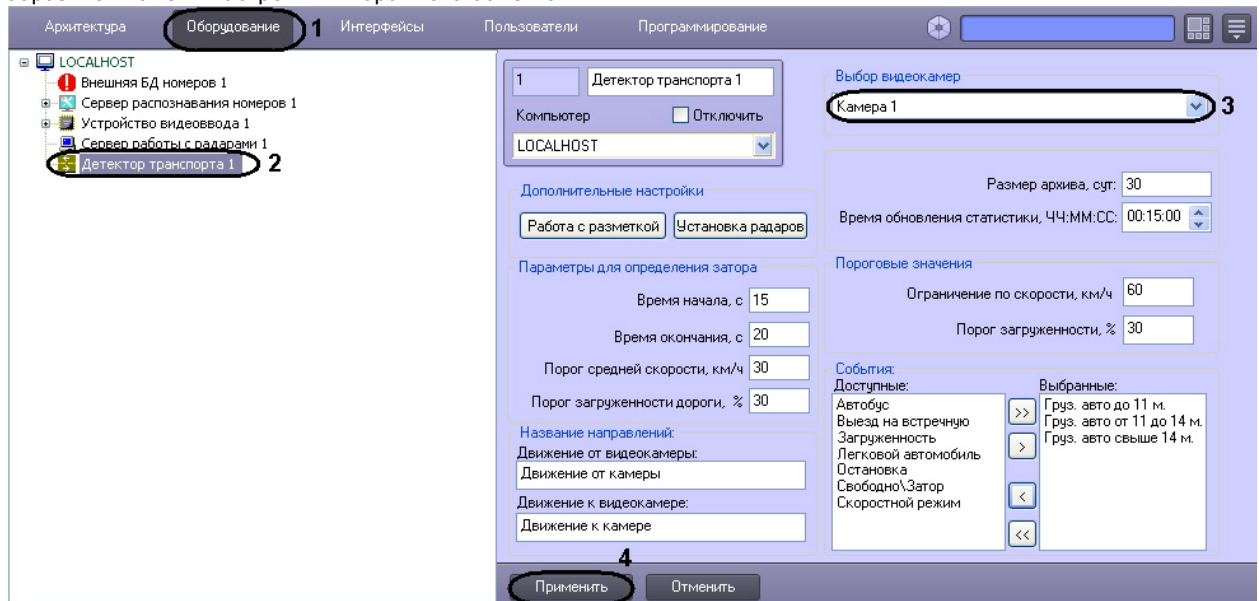 Архитектура Оборудование 1 Интерфейсы Пользователи Программирование
LOCALHOST
Внешняя БД номеров 1
Сервер распознавания номеров 1
Устройство видеоввода 1
Сервер работы с радарами 1
Детектор транспорта 1 2
1 Детектор транспорта 1
Компьютер Отключить
LOCALHOST
Дополнительные настройки
Работа с разметкой Установка радаров
Параметры для определения затора
Время начала, с 15
Время окончания, с 20
Порог средней скорости, км/ч 30
Порог загруженности дороги, % 30
Название направлений:
Движение от видеокамеры:
Движение от камеры
Движение к видеокамере:
Движение к камере
Выбор видеокамер
Камера 1 3
Размер архива, сут: 30
Время обновления статистики, ЧЧ:ММ:СС: 00:15:00
Пороговые значения
Ограничение по скорости, км/ч 60
Порог загруженности, % 30
События:
Доступные:
Автобус
Выезд на встречную
Загруженность
Легковой автомобиль
Остановка
Свободно\Затор
Скоростной режим
>>
>
<
<<
Выбранные:
Груз. авто до 11 м.
Груз. авто от 11 до 14 м.
Груз. авто свыше 14 м.
4
Применить Отменить